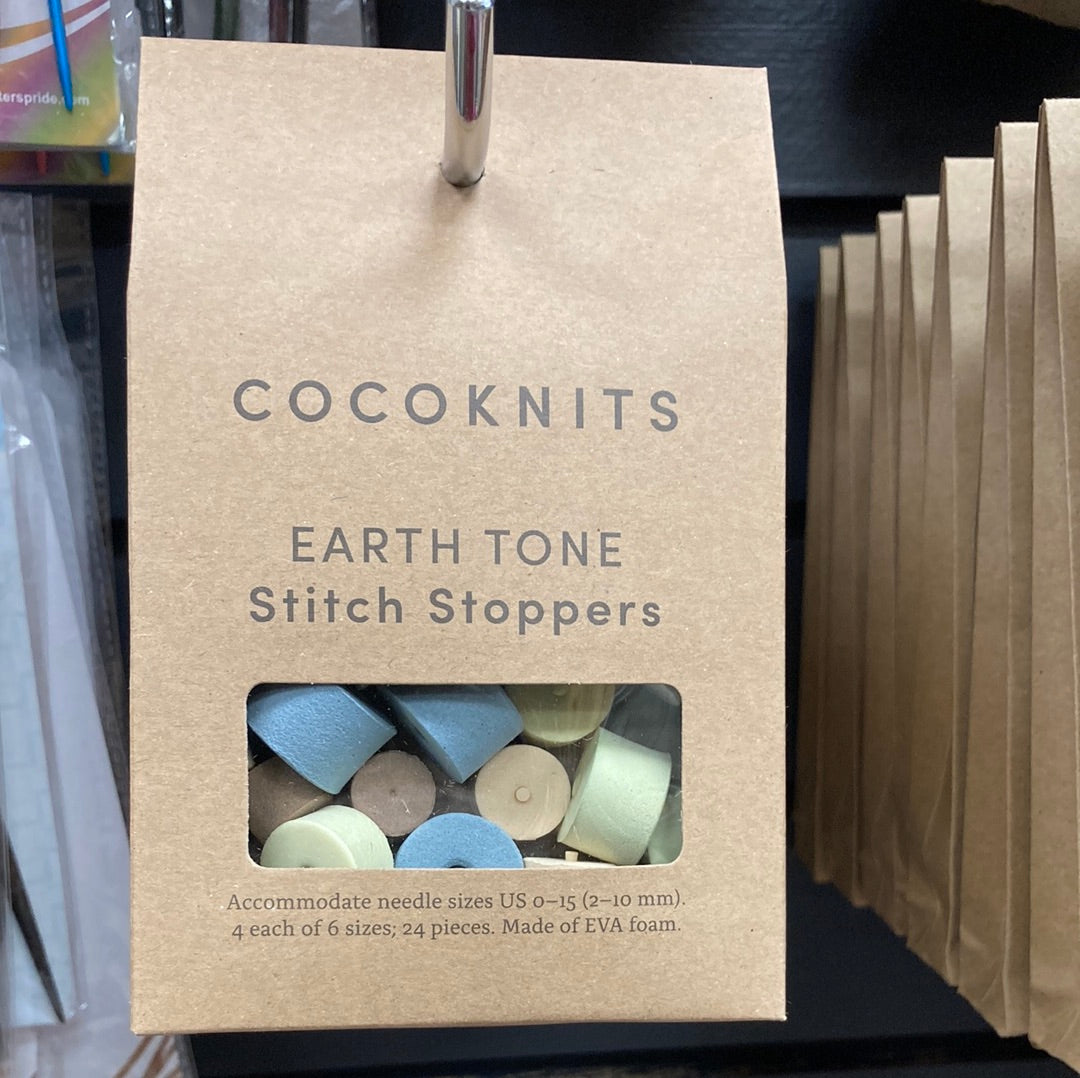 COCOKNITS
EARTH TONE
Stitch Stoppers
Accommodate needle sizes US 0–15 (2–10 mm).
4 each of 6 sizes; 24 pieces. Made of EVA foam.